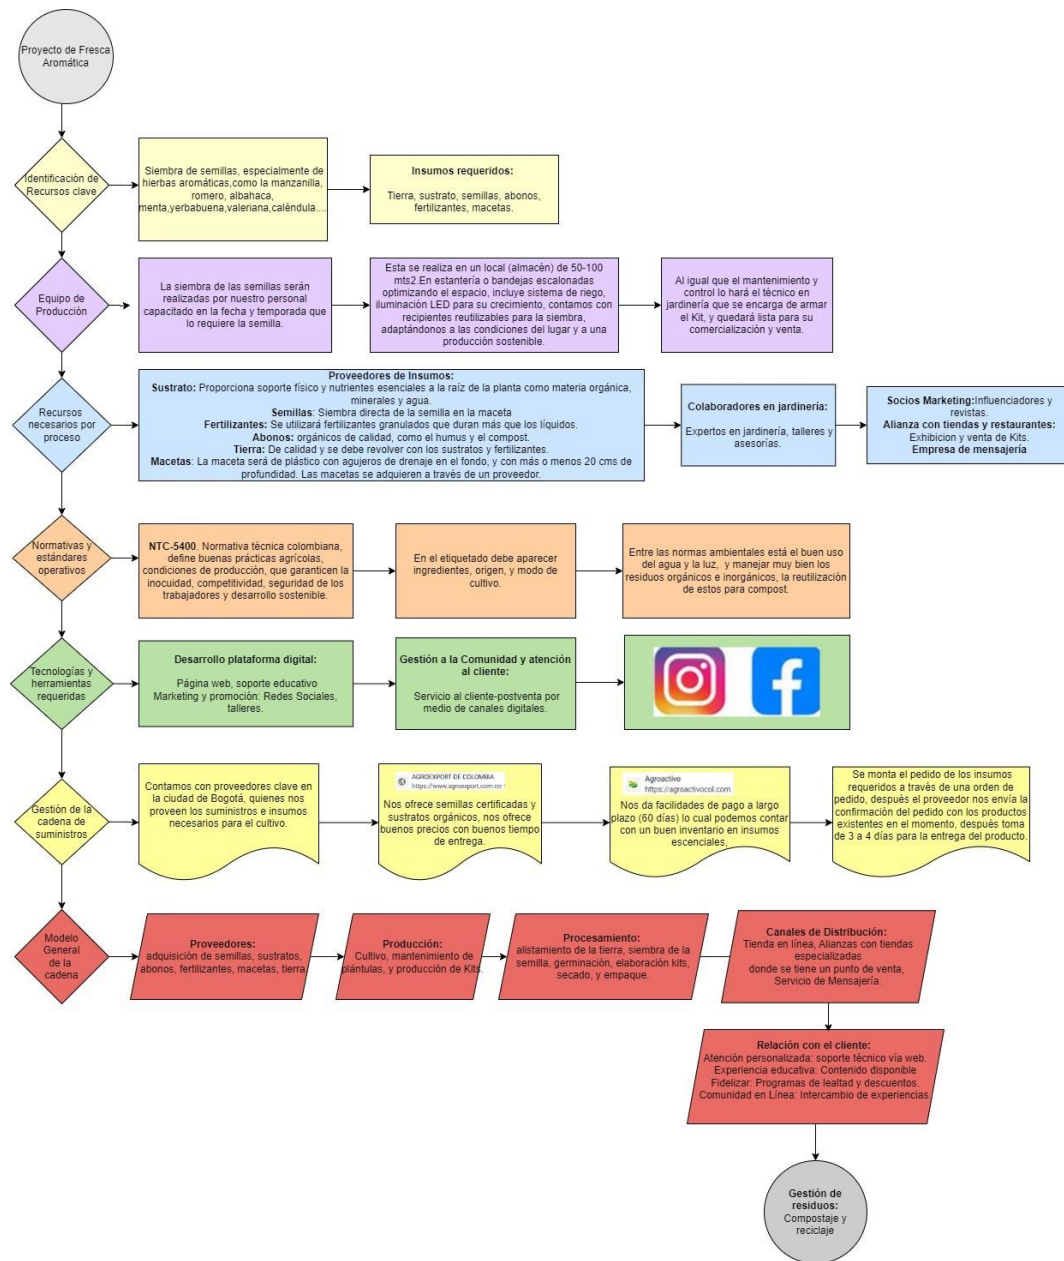 Proyecto de Fresca
Aromática
Identificación de
Recursos clave
Siembra de semillas, especialmente de
hierbas aromáticas,como la manzanilla,
romero, albahaca,
menta,yerbabuena,valeriana,caléndula....
Insumos requeridos:
Tierra, sustrato, semillas, abonos,
fertilizantes, macetas.
Equipo de
Producción
La siembra de las semillas serán
realizadas por nuestro personal
capacitado en la fecha y temporada que
lo requiere la semilla.
Esta se realiza en un local (almacén) de 50-100
mts2.En estantería o bandejas escalonadas
optimizando el espacio, incluye sistema de riego,
iluminación LED para su crecimiento, contamos con
recipientes reutilizables para la siembra,
adaptándonos a las condiciones del lugar y a una
producción sostenible.
Al igual que el mantenimiento y
control lo hará el técnico en
jardinería que se encarga de armar
el Kit, y quedará lista para su
comercialización y venta.
Recursos
necesarios por
proceso
Proveedores de Insumos:
Sustrato: Proporciona soporte físico y nutrientes esenciales a la raíz de la planta como materia orgánica,
minerales y agua.
Semillas: Siembra directa de la semilla en la maceta
Fertilizantes: Se utilizará fertilizantes granulados que duran más que los líquidos.
Abonos: orgánicos de calidad, como el humus y el compost.
Tierra: De calidad y se debe revolver con los sustratos y fertilizantes.
Macetas: La maceta será de plástico con agujeros de drenaje en el fondo, y con más o menos 20 cms de
profundidad. Las macetas se adquieren a través de un proveedor.
Colaboradores en jardinería:
Expertos en jardinería, talleres y
asesorías.
Socios Marketing:Influenciadores y
revistas.
Alianza con tiendas y restaurantes:
Exhibicion y venta de Kits.
Empresa de mensajería
Normativas y
estándares
operativos
NTC-5400. Normativa técnica colombiana,
define buenas prácticas agrícolas,
condiciones de producción, que garanticen la
inocuidad, competitividad, seguridad de los
trabajadores y desarrollo sostenible.
En el etiquetado debe aparecer
ingredientes, origen, y modo de
cultivo.
Entre las normas ambientales está el buen uso
del agua y la luz, y manejar muy bien los
residuos orgánicos e inorgánicos, la reutilización
de estos para compost.
Tecnologías y
herramientas
requeridas
Desarrollo plataforma digital:
Página web, soporte educativo
Marketing y promoción: Redes Sociales,
talleres.
Gestión a la Comunidad y atención
al cliente:
Servicio al cliente-postventa por
medio de canales digitales.
Gestión de la
cadena de
suministros
Contamos con proveedores clave en
la ciudad de Bogotá, quienes nos
proveen los suministros e insumos
necesarios para el cultivo.
AGROEXPORT DE COLOMBIA
https://www.agroexport.com.co
Nos ofrece semillas certificadas y
sustratos orgánicos, nos ofrece
buenos precios con buenos tiempo
de entrega.
Agroactivo
https://agroactivocol.com
Nos da facilidades de pago a largo
plazo (60 días) lo cual podemos contar
con un buen inventario en insumos
escenciales,
Se monta el pedido de los insumos
requeridos a través de una orden de
pedido, después el proveedor nos envía la
confirmación del pedido con los productos
existentes en el momento, después toma
de 3 a 4 días para la entrega del producto.
Modelo
General
de la
cadena
Proveedores:
adquisición de semillas, sustratos,
abonos, fertilizantes, macetas, tierra
Producción:
Cultivo, mantenimiento de
plántulas, y producción de Kits.
Procesamiento:
alistamiento de la tierra, siembra de la
semilla, germinación, elaboración kits,
secado, y empaque.
Canales de Distribución:
Tienda en línea, Alianzas con tiendas
especializadas
donde se tiene un punto de venta,
Servicio de Mensajería.
Relación con el cliente:
Atención personalizada: soporte técnico vía web.
Experiencia educativa: Contenido disponible
Fidelizar: Programas de lealtad y descuentos.
Comunidad en Línea: Intercambio de experiencias.
Gestión de
residuos:
Compostaje y
reciclaje